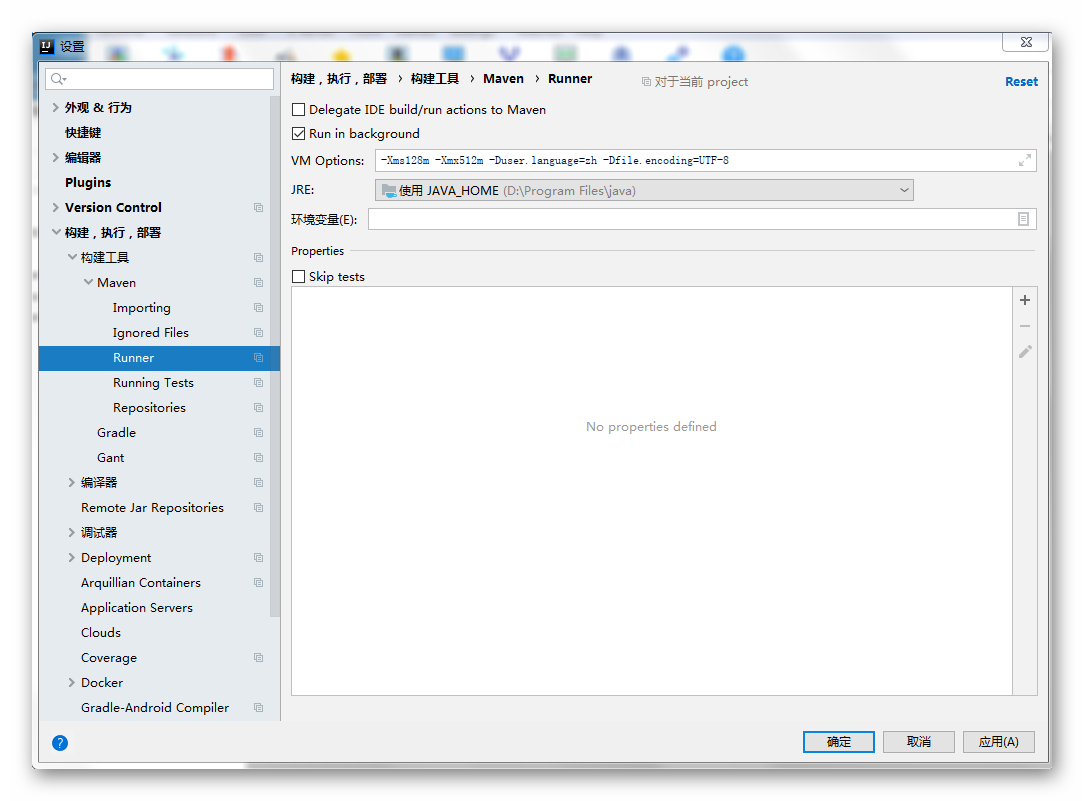 设置
外观 & 行为
快捷键
编辑器
Plugins
Version Control
构建，执行，部署
构建工具
Maven
Importing
Ignored Files
Runner
Running Tests
Repositories
Gradle
Gant
编译器
Remote Jar Repositories
调试器
Deployment
Arquillian Containers
Application Servers
Clouds
Coverage
Docker
Gradle-Android Compiler
构建，执行，部署 › 构建工具 › Maven › Runner 对于当前 project Reset
Delegate IDE build/run actions to Maven
Run in background
VM Options: -Xms128m -Xmx512m -Duser.language=zh -Dfile.encoding=UTF-8
JRE: 使用 JAVA_HOME (D:\Program Files\java)
环境变量(E):
Properties
Skip tests
No properties defined
? 确定 取消 应用(A)